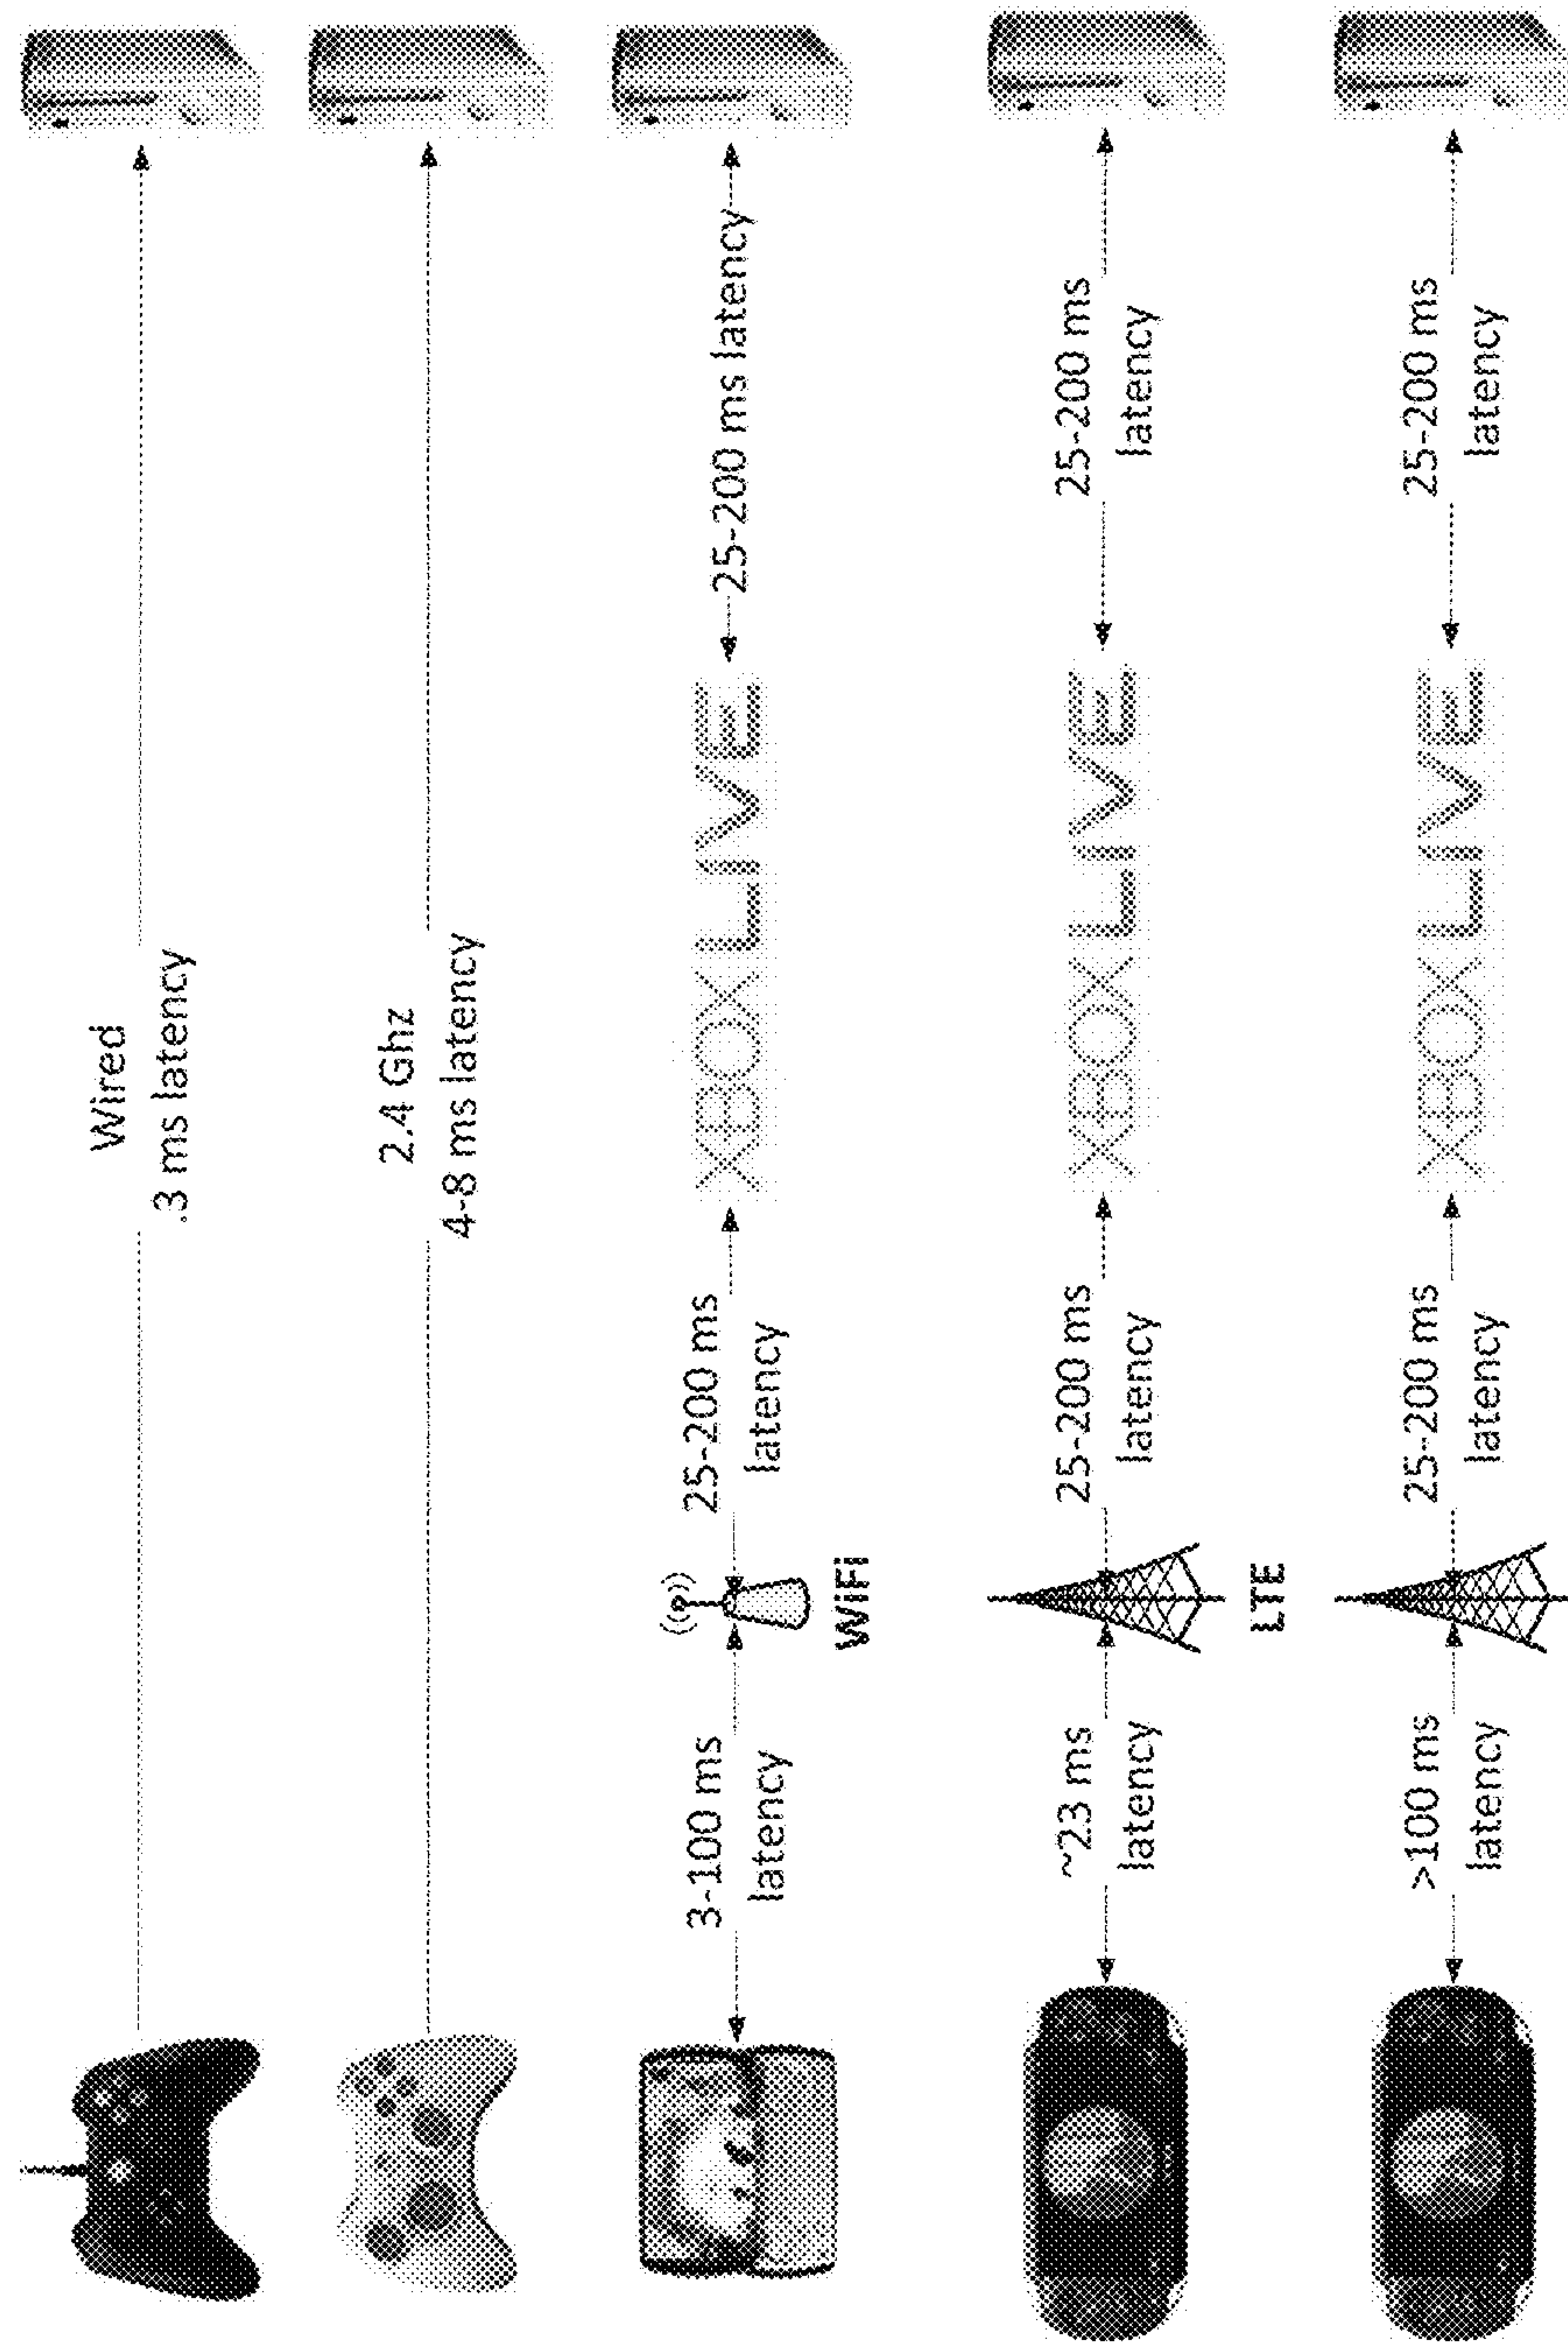 Wired
.3 ms latency
2.4 Ghz
4-8 ms latency
3-100 ms
latency
WiFi
25-200 ms
latency
XBOX LIVE
25-200 ms latency
~23 ms
latency
LTE
25-200 ms
latency
XBOX LIVE
25-200 ms
latency
>100 ms
latency
25-200 ms
latency
XBOX LIVE
25-200 ms
latency